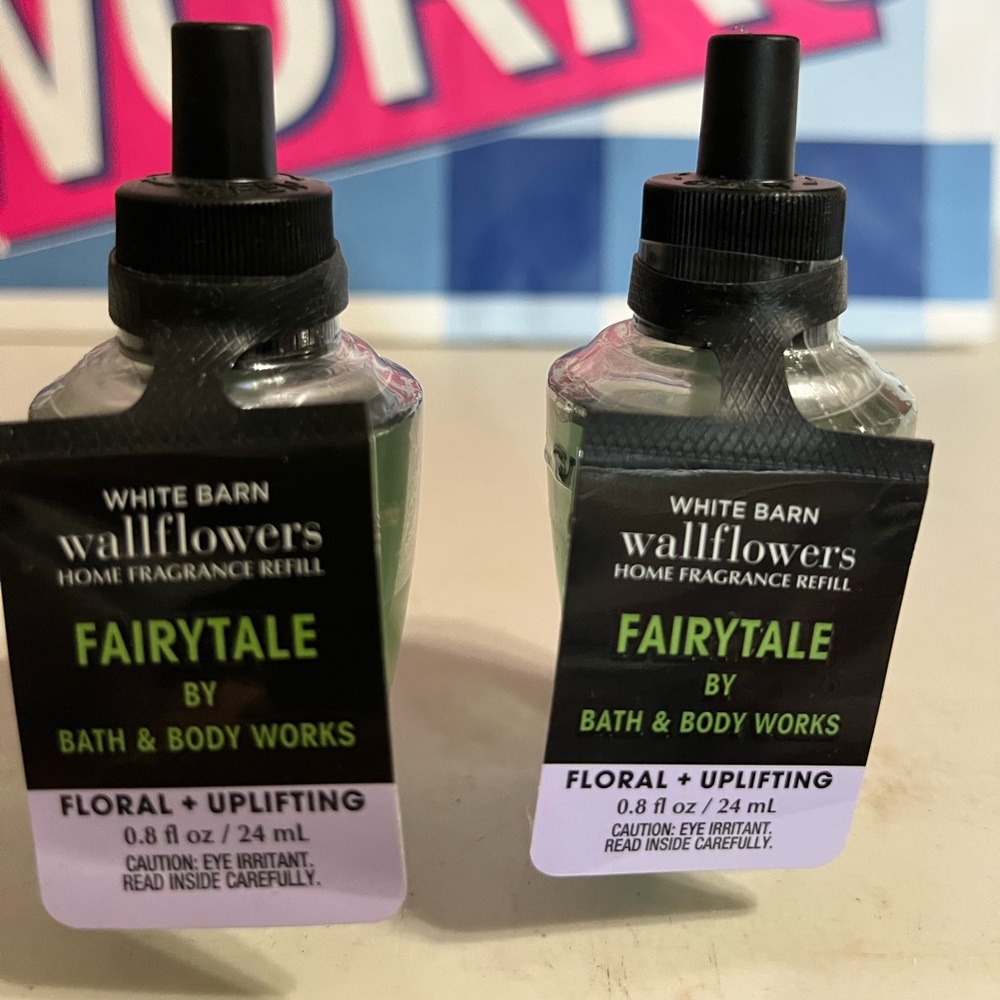 WORKS
WHITE BARN
wallflowers
HOME FRAGRANCE REFILL
FAIRYTALE
BY
BATH & BODY WORKS
FLORAL + UPLIFTING
0.8 fl oz / 24 mL
CAUTION: EYE IRRITANT.
READ INSIDE CAREFULLY.
WHITE BARN
wallflowers
HOME FRAGRANCE REFILL
FAIRYTALE
BY
BATH & BODY WORKS
FLORAL + UPLIFTING
0.8 fl oz / 24 mL
CAUTION: EYE IRRITANT.
READ INSIDE CAREFULLY.